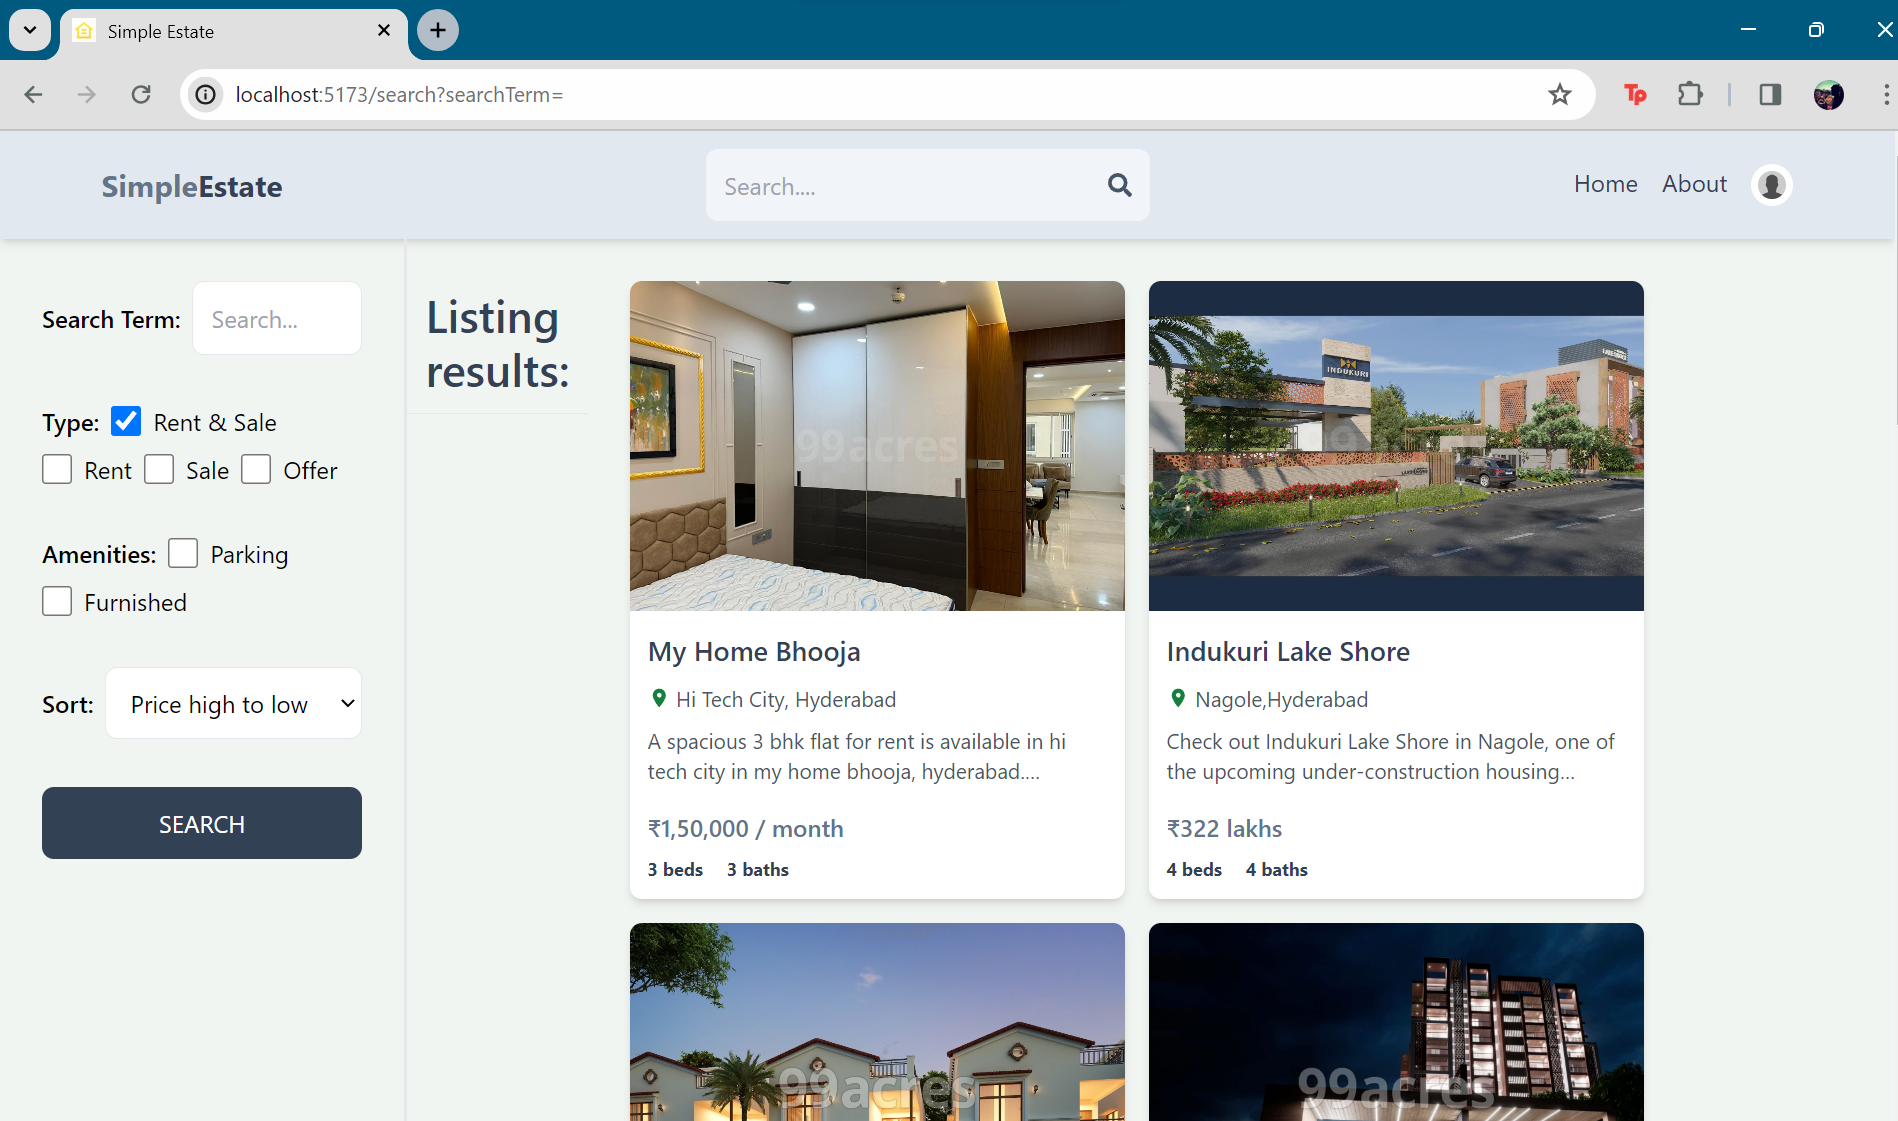 Simple Estate
localhost:5173/search?searchTerm=
Tp
SimpleEstate
Search....
Home
About
Search Term:
Search...
Type:
Rent & Sale
Rent
Sale
Offer
Amenities:
Parking
Furnished
Sort:
Price high to low
SEARCH
Listing
results:
99acres
INDUKURI
99acres
My Home Bhooja
Hi Tech City, Hyderabad
A spacious 3 bhk flat for rent is available in hi
tech city in my home bhooja, hyderabad....
₹1,50,000 / month
3 beds
3 baths
Indukuri Lake Shore
Nagole,Hyderabad
Check out Indukuri Lake Shore in Nagole, one of
the upcoming under-construction housing...
₹322 lakhs
4 beds
4 baths
99acres
99acres